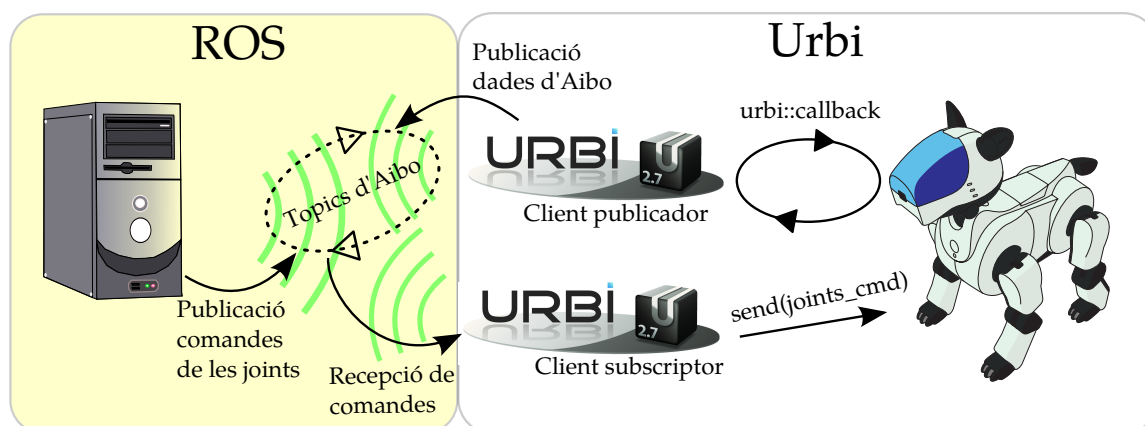 ROS
Urbi
Publicació
dades d'Aibo
urbi::callback
URBi
2.7
Client publicador
Topics d'Aibo
Publicació
comandes
de les joints
Recepció de
comandes
URBi
2.7
Client subscriptor
send(joints_cmd)